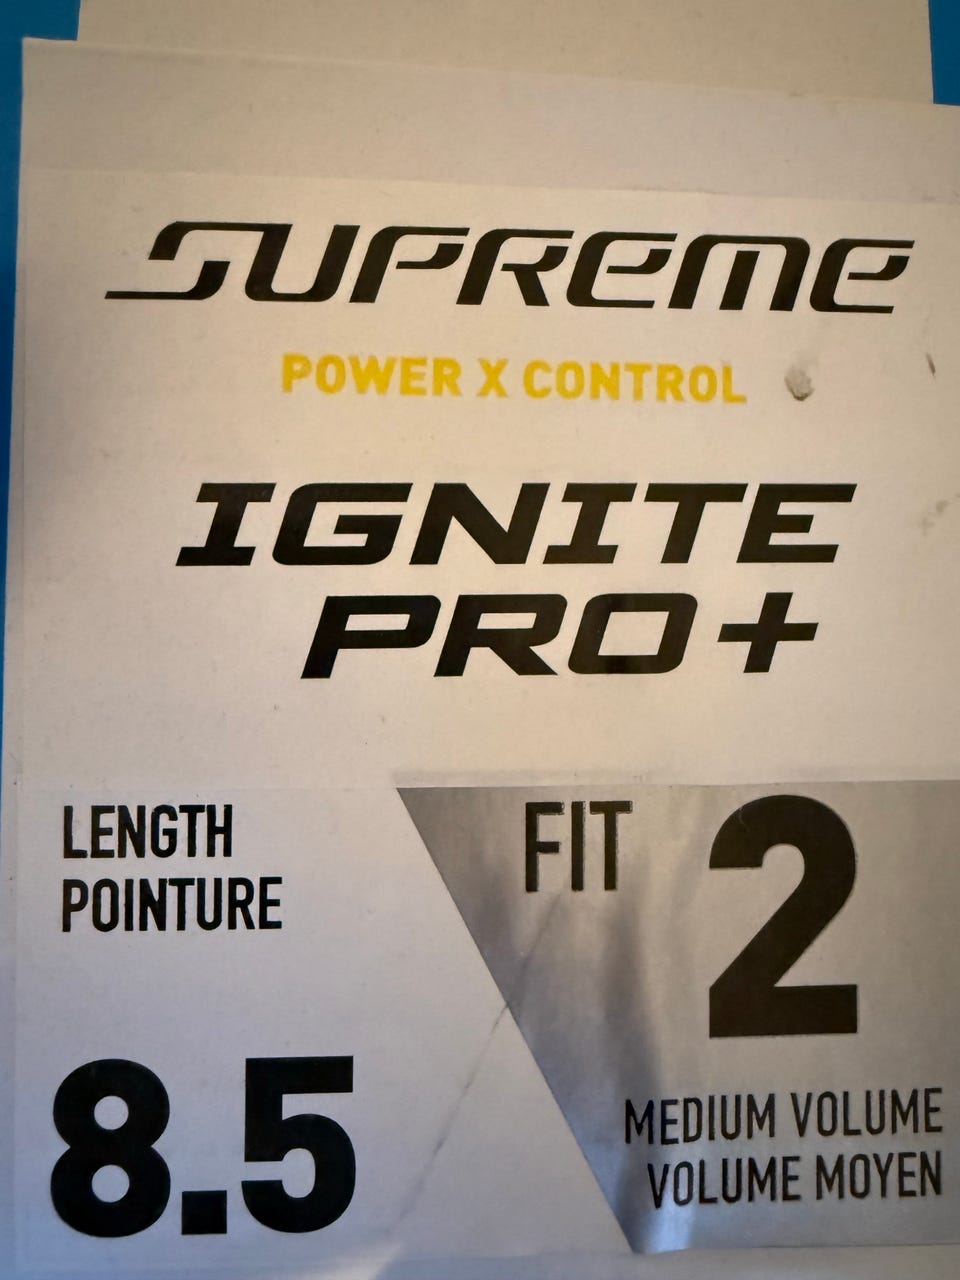 SUPREME
POWER X CONTROL
IGNITE
PRO+
LENGTH
POINTURE
8.5
FIT 2
MEDIUM VOLUME
VOLUME MOYEN